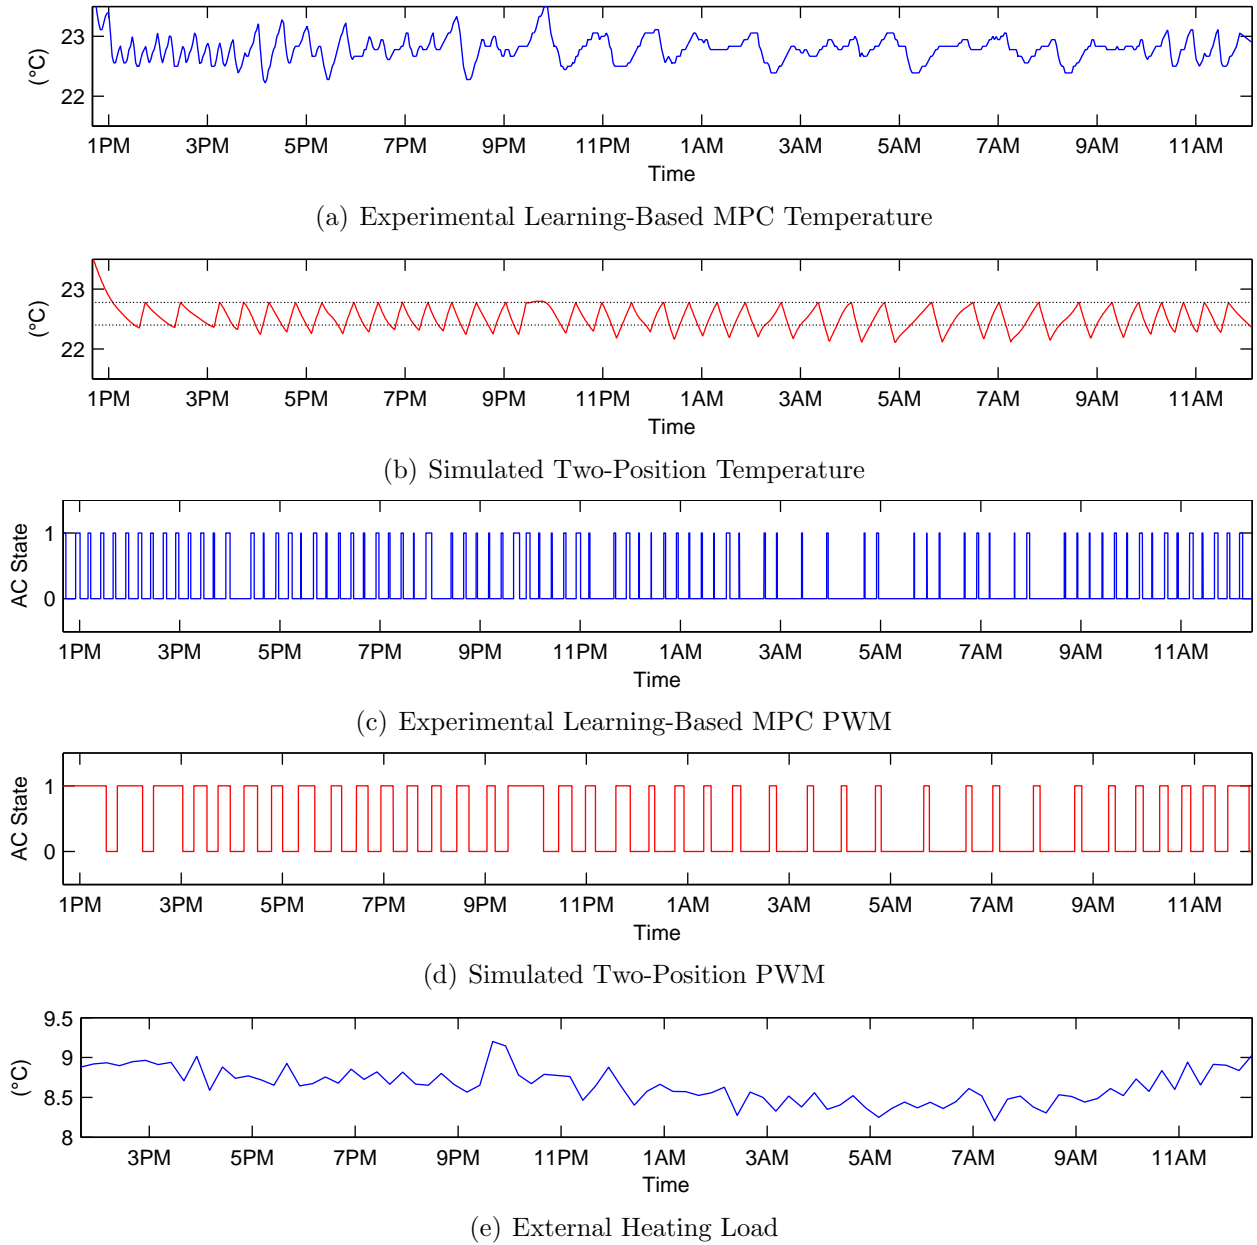 23
22
(°C)
1PM 3PM 5PM 7PM 9PM 11PM 1AM 3AM 5AM 7AM 9AM 11AM
Time
(a) Experimental Learning-Based MPC Temperature
23
22
(°C)
1PM 3PM 5PM 7PM 9PM 11PM 1AM 3AM 5AM 7AM 9AM 11AM
Time
(b) Simulated Two-Position Temperature
1
0
AC State
1PM 3PM 5PM 7PM 9PM 11PM 1AM 3AM 5AM 7AM 9AM 11AM
Time
(c) Experimental Learning-Based MPC PWM
1
0
AC State
1PM 3PM 5PM 7PM 9PM 11PM 1AM 3AM 5AM 7AM 9AM 11AM
Time
(d) Simulated Two-Position PWM
9.5
9
8.5
8
(°C)
3PM 5PM 7PM 9PM 11PM 1AM 3AM 5AM 7AM 9AM 11AM
Time
(e) External Heating Load